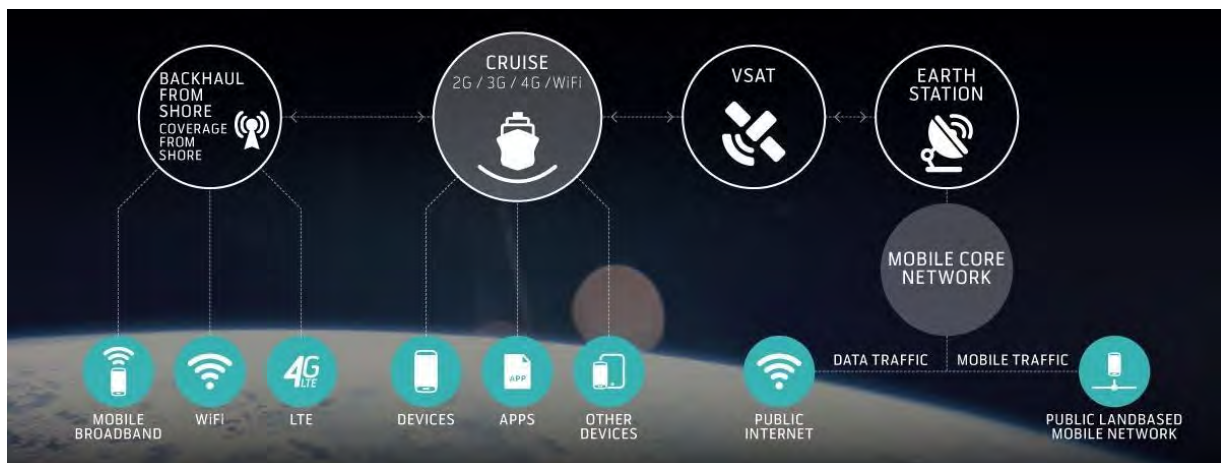 BACKHAUL
FROM
SHORE
COVERAGE
FROM
SHORE
CRUISE
2G / 3G / 4G / WiFi
VSAT
EARTH
STATION
MOBILE CORE
NETWORK
DATA TRAFFIC
MOBILE TRAFFIC
MOBILE
BROADBAND
WiFi
4G
LTE
LTE
DEVICES
APP
APPS
OTHER
DEVICES
PUBLIC
INTERNET
PUBLIC LANDBASED
MOBILE NETWORK